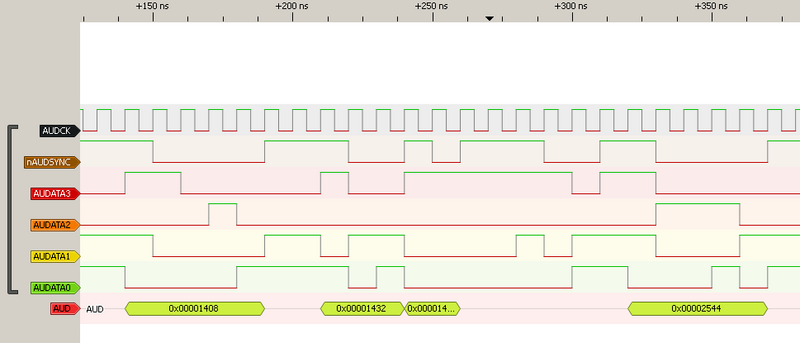 +150 ns +200 ns +250 ns +300 ns +350 ns
AUDCK
nAUDSYNC
AUDATA3
AUDATA2
AUDATA1
AUDATA0
AUD AUD 0x00001408 0x00001432 0x000014... 0x00002544